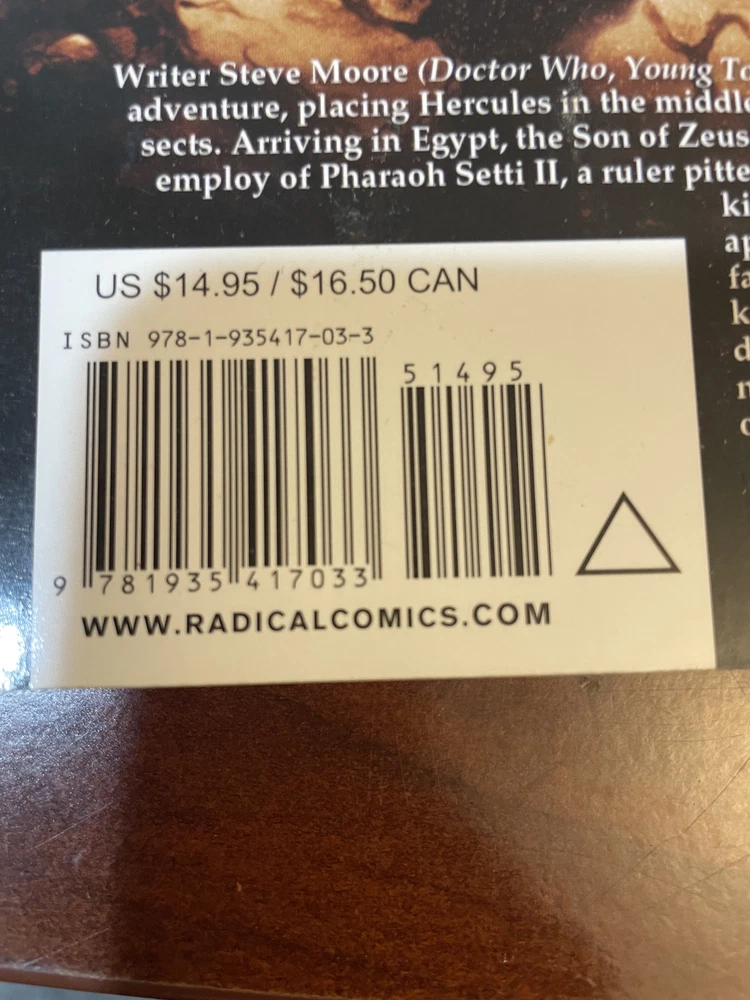 Writer Steve Moore (Doctor Who, Young
adventure, placing Hercules in the middle
sects. Arriving in Egypt, the Son of Zeus
employ of Pharaoh Setti II, a ruler
US $14.95 / $16.50 CAN
ISBN 978-1-935417-03-3
51495
9 781935 417033
WWW.RADICALCOMICS.COM